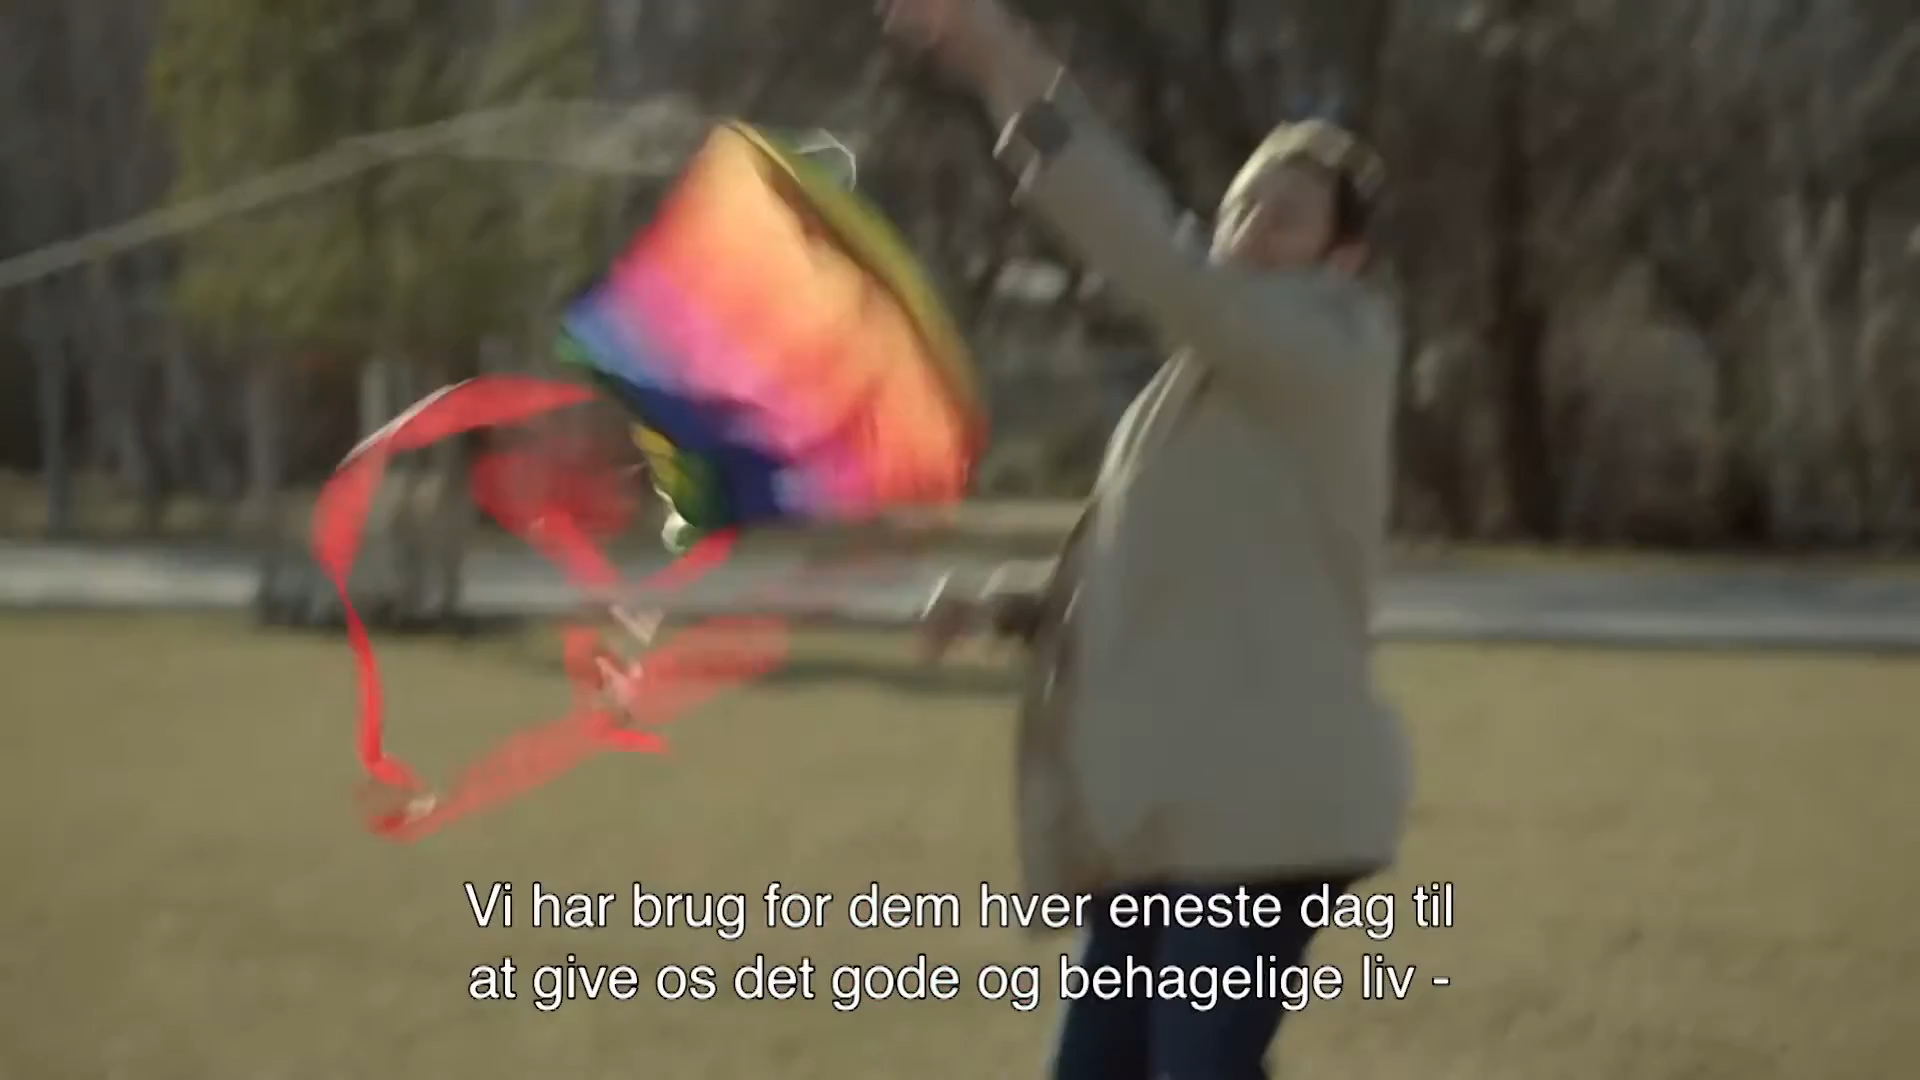 Vi har brug for dem hver eneste dag til
at give os det gode og behagelige liv -